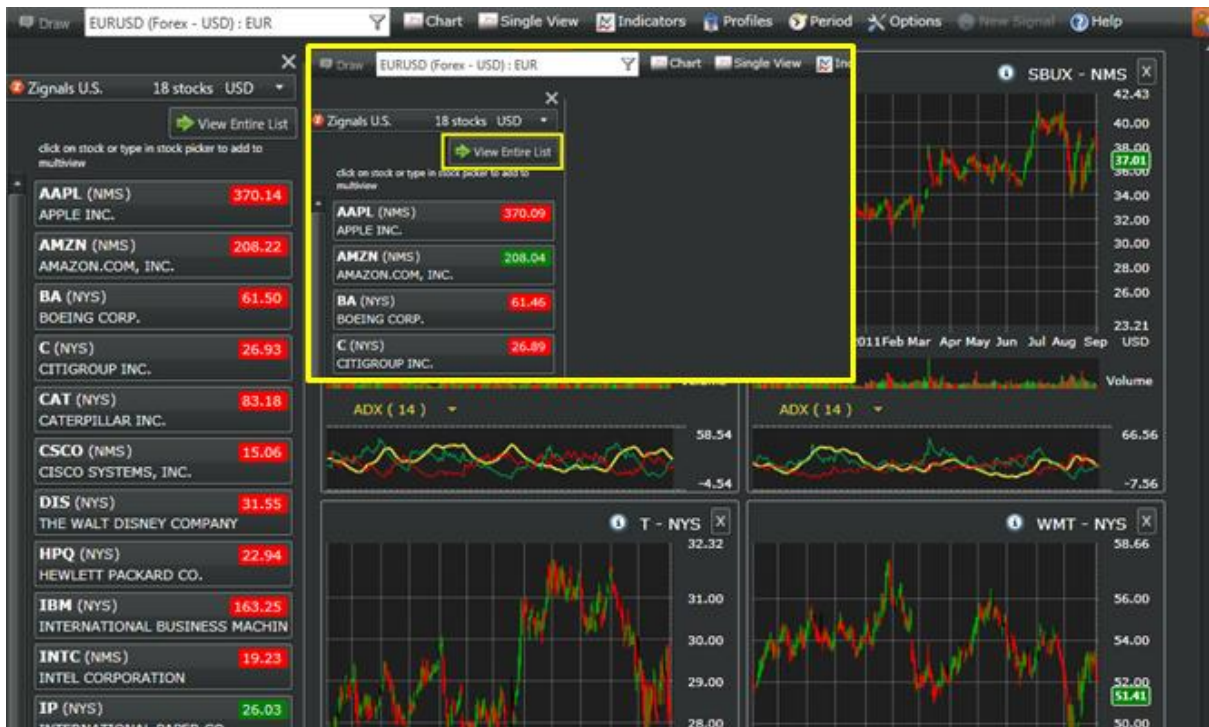 Draw EURUSD (Forex - USD) : EUR Chart Single View Indicators Profiles Period Options New Signal Help
Zignals U.S. 18 stocks USD
View Entire List
click on stock or type in stock picker to add to
multiview
AAPL (NMS) 370.14
APPLE INC.
AMZN (NMS) 208.22
AMAZON.COM, INC.
BA (NYS) 61.50
BOEING CORP.
C (NYS) 26.93
CITIGROUP INC.
CAT (NYS) 83.18
CATERPILLAR INC.
CSCO (NMS) 15.06
CISCO SYSTEMS, INC.
DIS (NYS) 31.55
THE WALT DISNEY COMPANY
HPQ (NYS) 22.94
HEWLETT PACKARD CO.
IBM (NYS) 163.25
INTERNATIONAL BUSINESS MACHIN
INTC (NMS) 19.23
INTEL CORPORATION
IP (NYS) 26.03
INTERNATIONAL PAPER CO
Draw EURUSD (Forex - USD) : EUR Chart Single View
Zignals U.S. 18 stocks USD
View Entire List
click on stock or type in stock picker to add to
multiview
AAPL (NMS) 370.09
APPLE INC.
AMZN (NMS) 208.04
AMAZON.COM, INC.
BA (NYS) 61.46
BOEING CORP.
C (NYS) 26.89
CITIGROUP INC.
SBUX - NMS X
42.43
40.00
38.00
37.01
36.00
34.00
32.00
30.00
28.00
26.00
23.21
2011Feb Mar Apr May Jun Jul Aug Sep USD
Volume
Volume
ADX ( 14 )
58.54
-4.54
ADX ( 14 )
66.56
-7.56
T - NYS X
32.32
31.00
30.00
29.00
28.00
WMT - NYS X
58.66
56.00
54.00
52.00
51.41
50.00